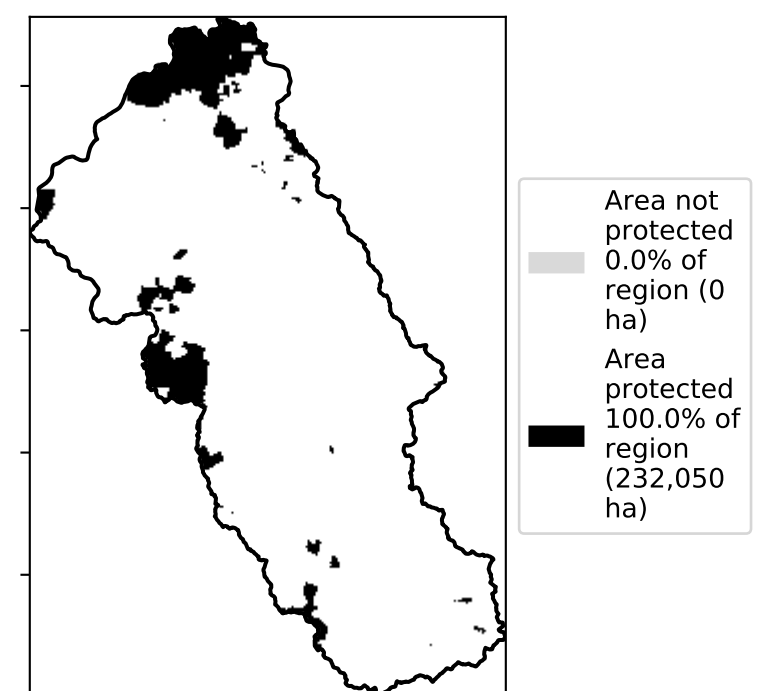 Area not
protected
0.0% of
region (0
ha)
Area
protected
100.0% of
region
(232,050
ha)